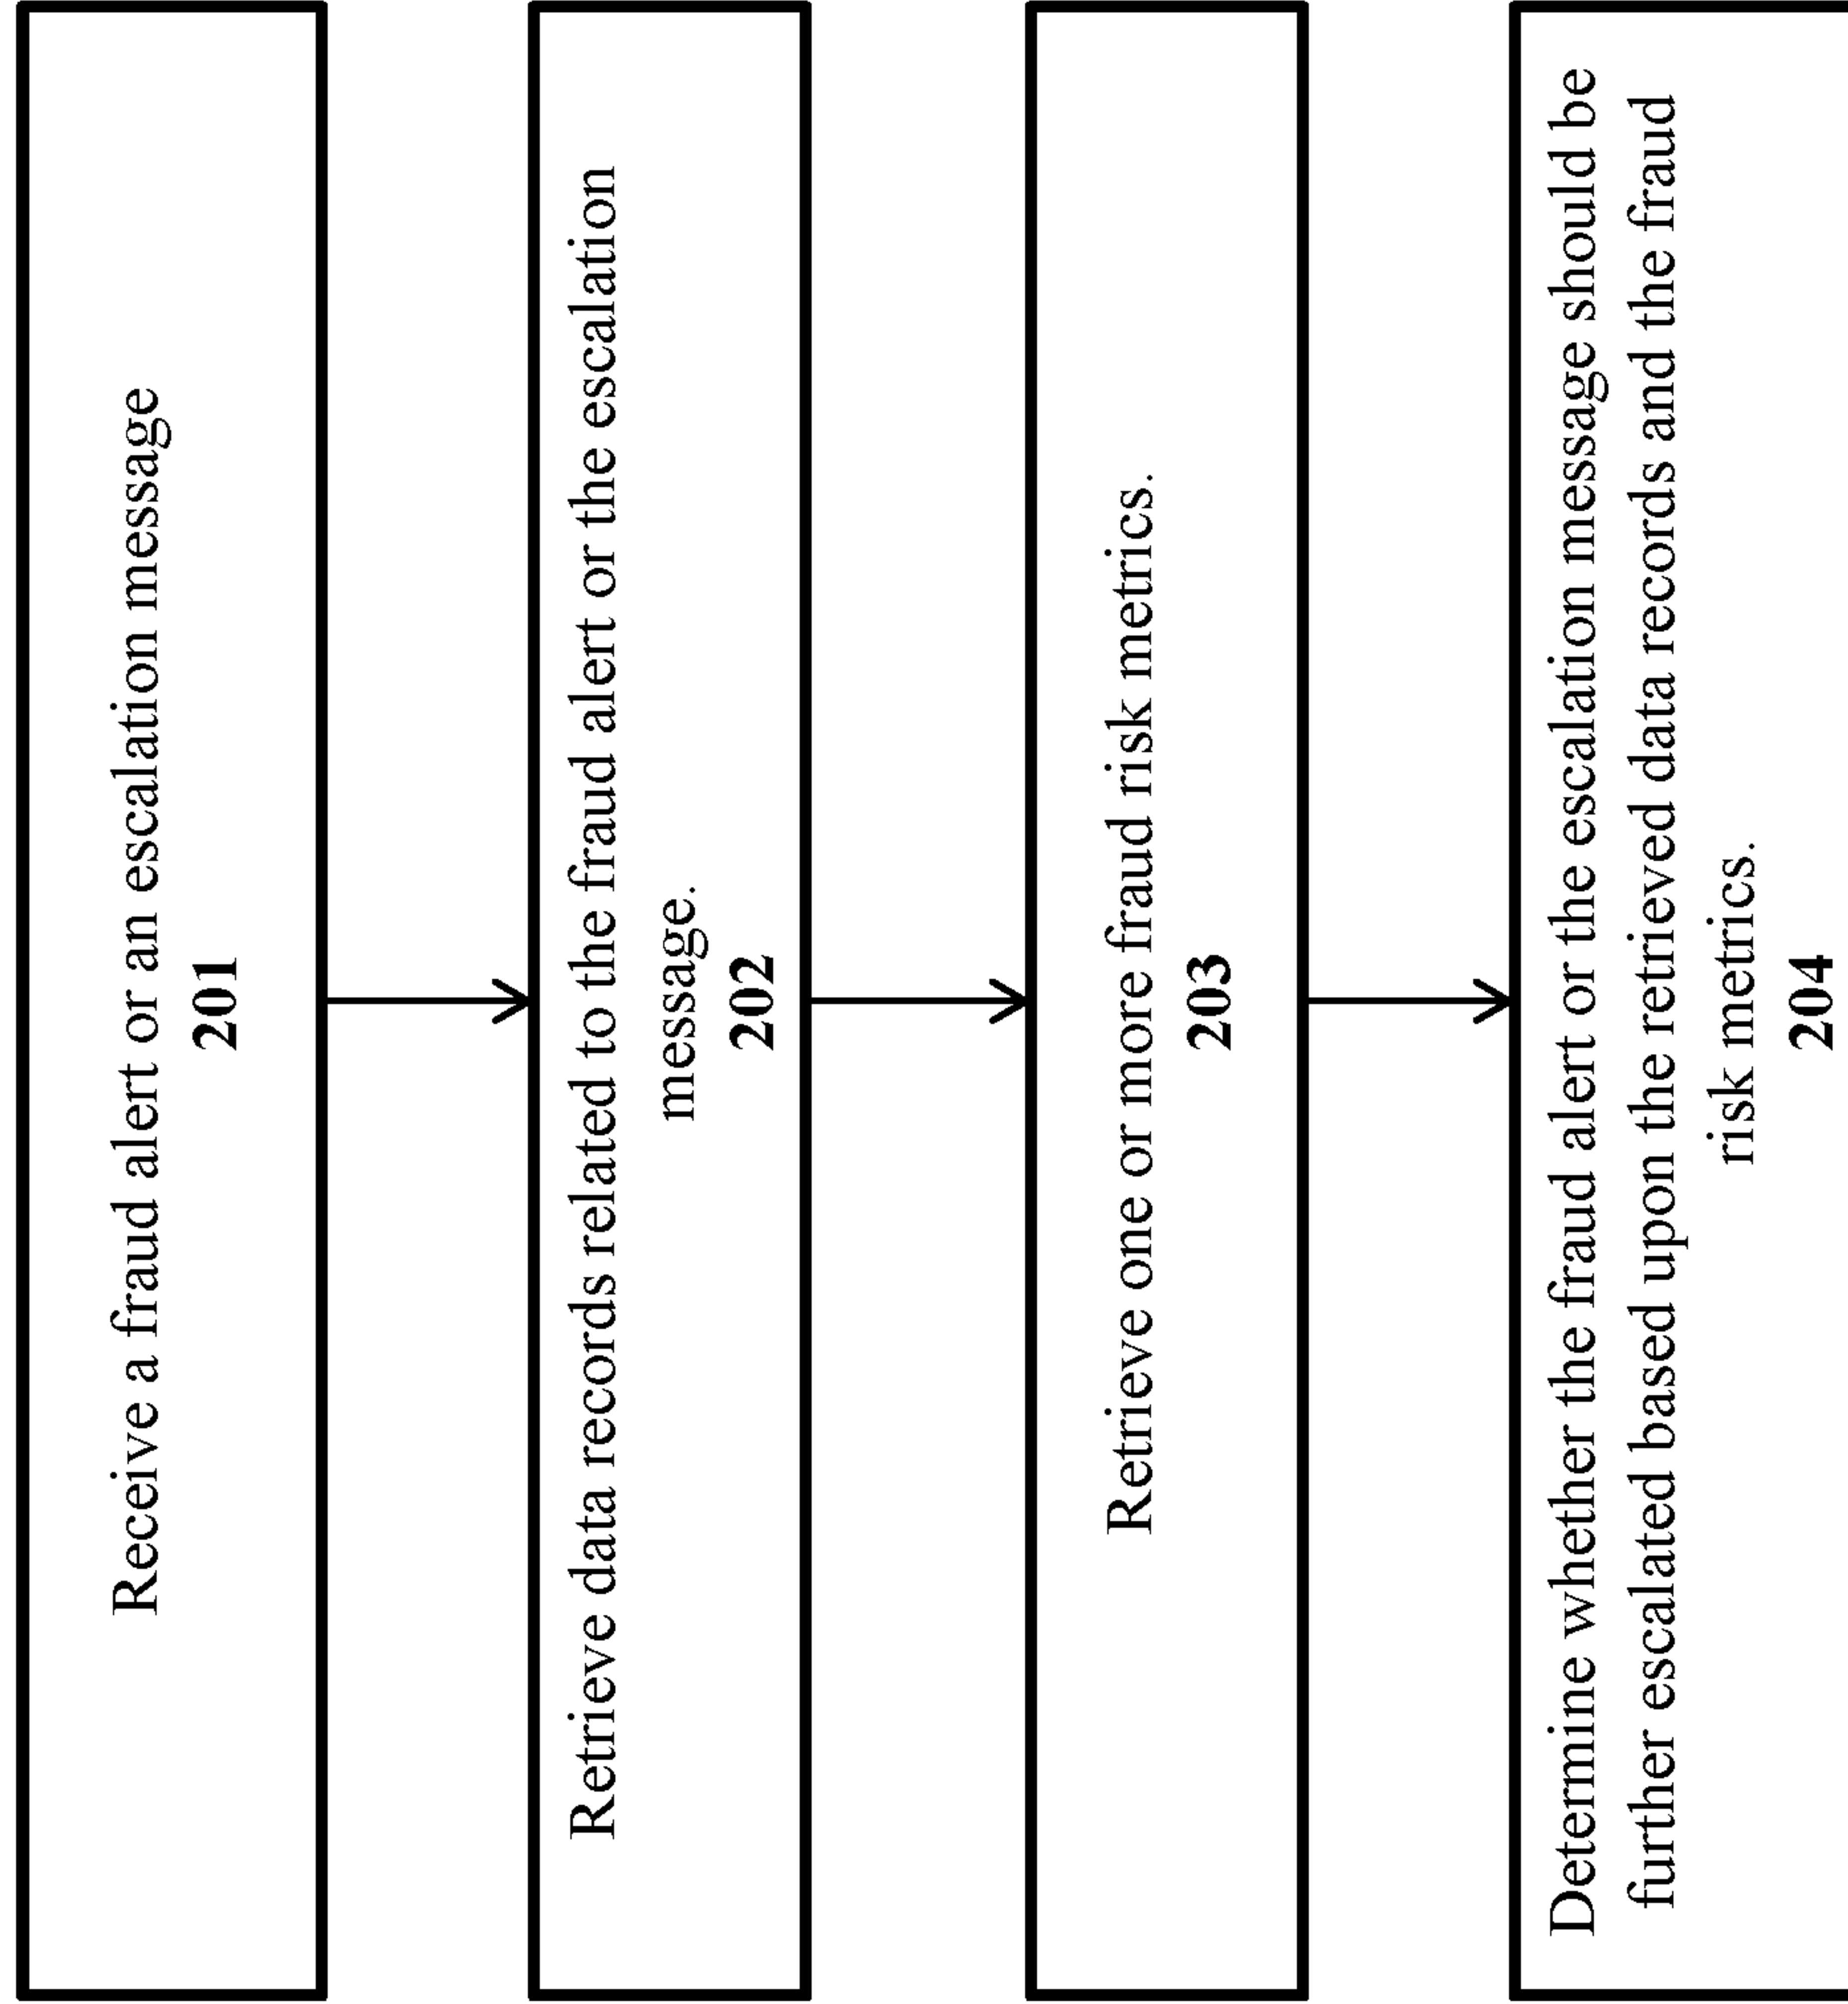 Receive a fraud alert or an escalation message
201
Retrieve data records related to the fraud alert or the escalation
message.
202
Retrieve one or more fraud risk metrics.
203
Determine whether the fraud alert or the escalation message should be
further escalated based upon the retrieved data records and the fraud
risk metrics.
204